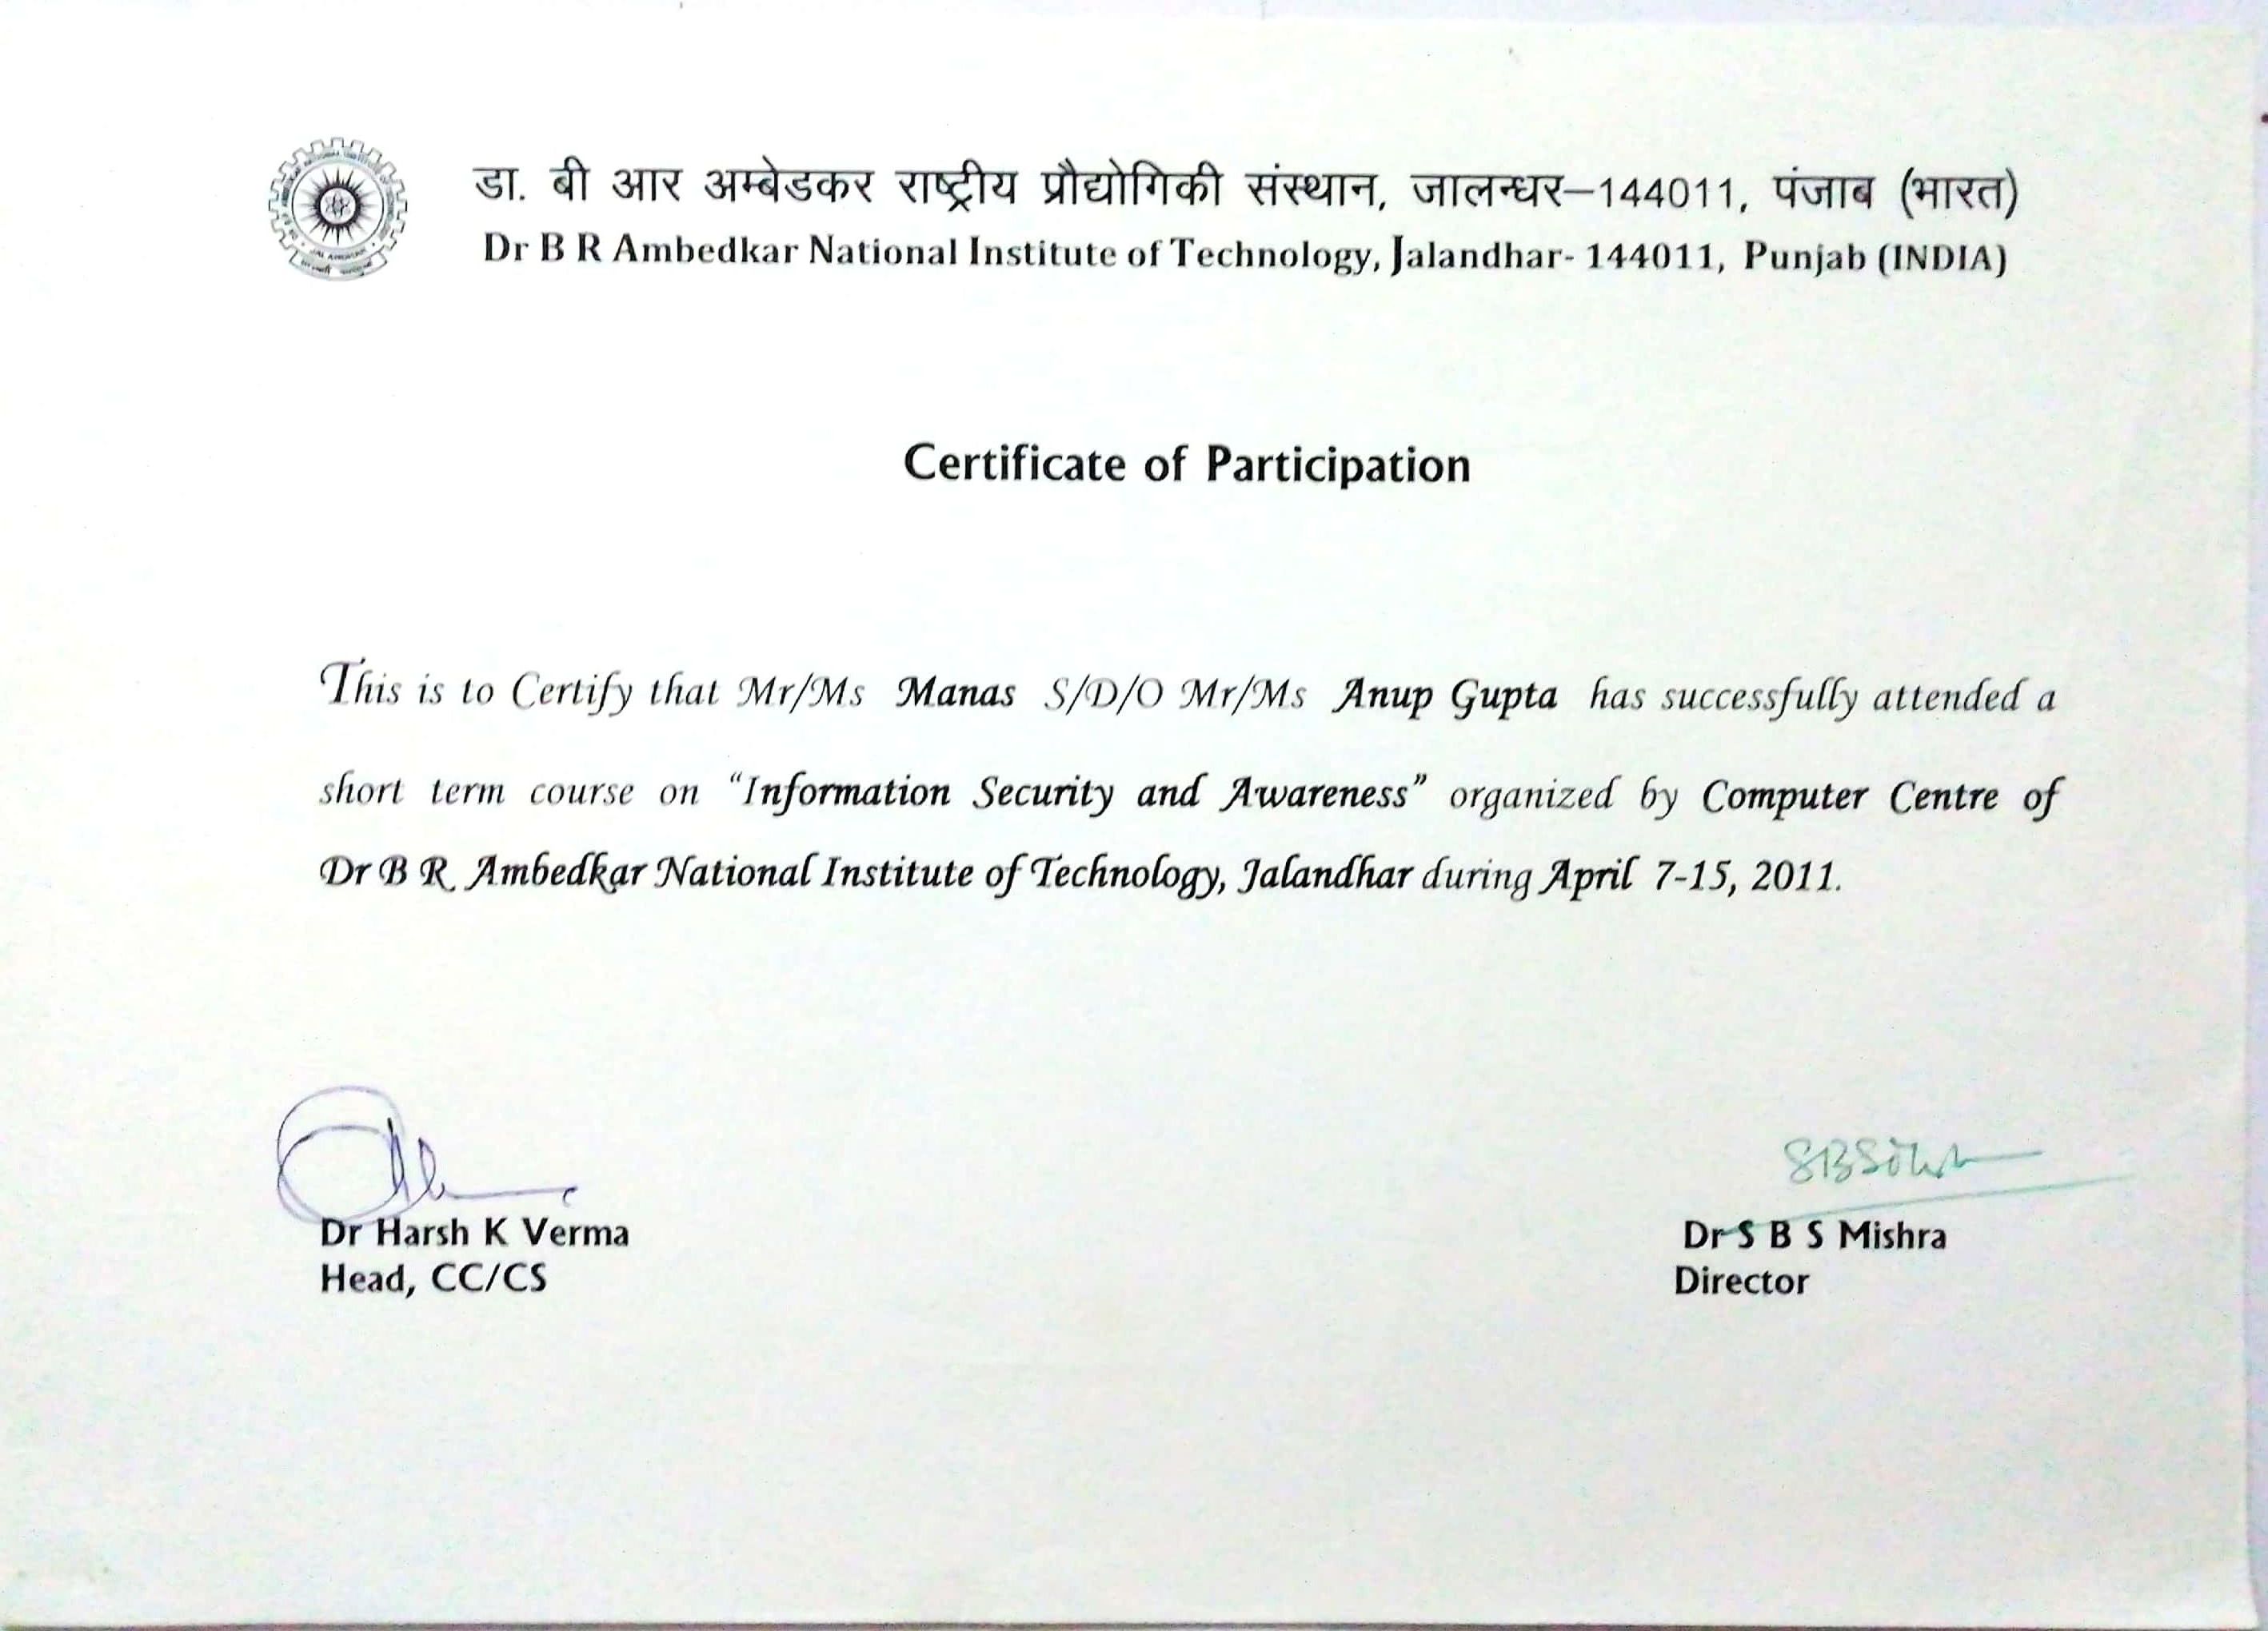 डा. बी आर अम्बेडकर राष्ट्रीय प्रौद्योगिकी संस्थान, जालन्धर–144011, पंजाब (भारत)
Dr B R Ambedkar National Institute of Technology, Jalandhar- 144011, Punjab (INDIA)
Certificate of Participation
This is to Certify that Mr/Ms Manas S/D/O Mr/Ms Anup Gupta has successfully attended a
short term course on “Information Security and Awareness” organized by Computer Centre of
Dr B R Ambedkar National Institute of Technology, Jalandhar during April 7-15, 2011.
Dr Harsh K Verma
Head, CC/CS
Dr S B S Mishra
Director